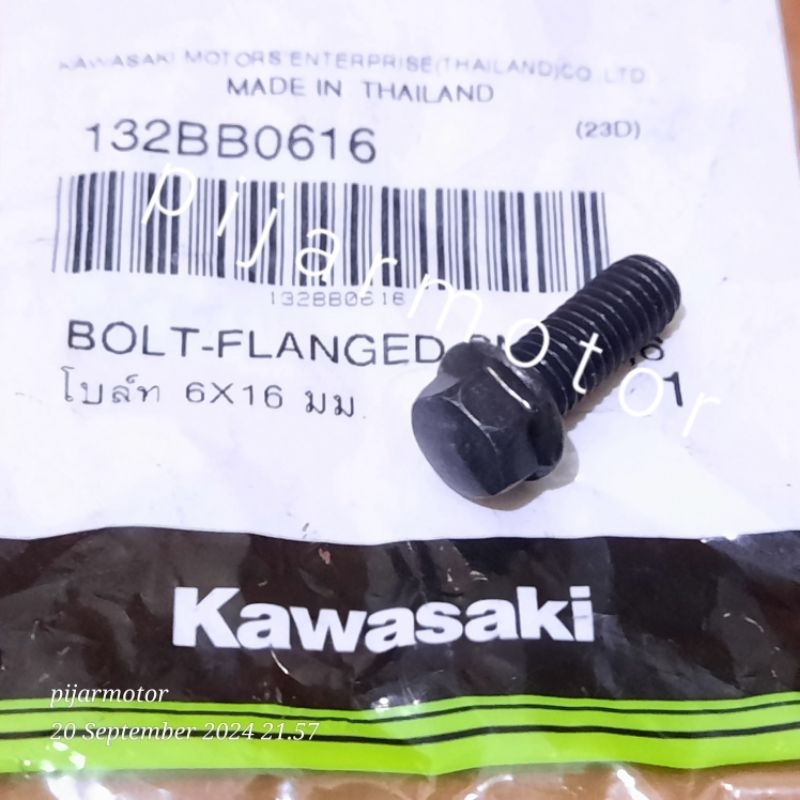 KAWASAKI MOTORS ENTERPRISE(THAILAND)CO.,LTD
MADE IN THAILAND
132BB0616 (23D)
132BB0616
BOLT-FLANGED
โบล์ท 6X16 มม 1
pijarmotor
Kawasaki
pijarmotor
20 September 2024 21.57